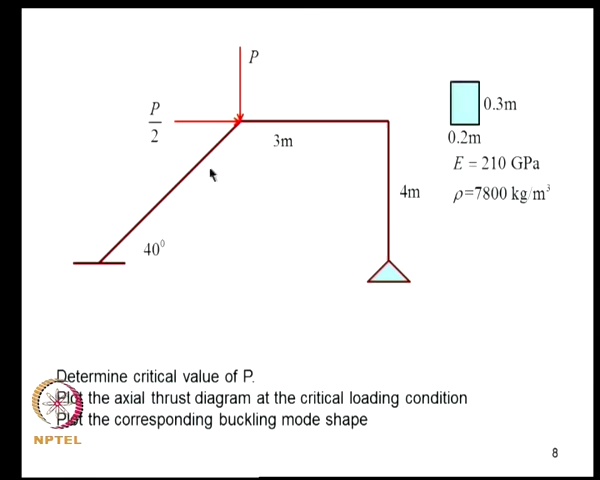 P
P
2
3m
0.3m
0.2m
E = 210 GPa
4m
ρ=7800 kg/m³
40⁰
Determine critical value of P.
Plot the axial thrust diagram at the critical loading condition
Plot the corresponding buckling mode shape
NPTEL
8